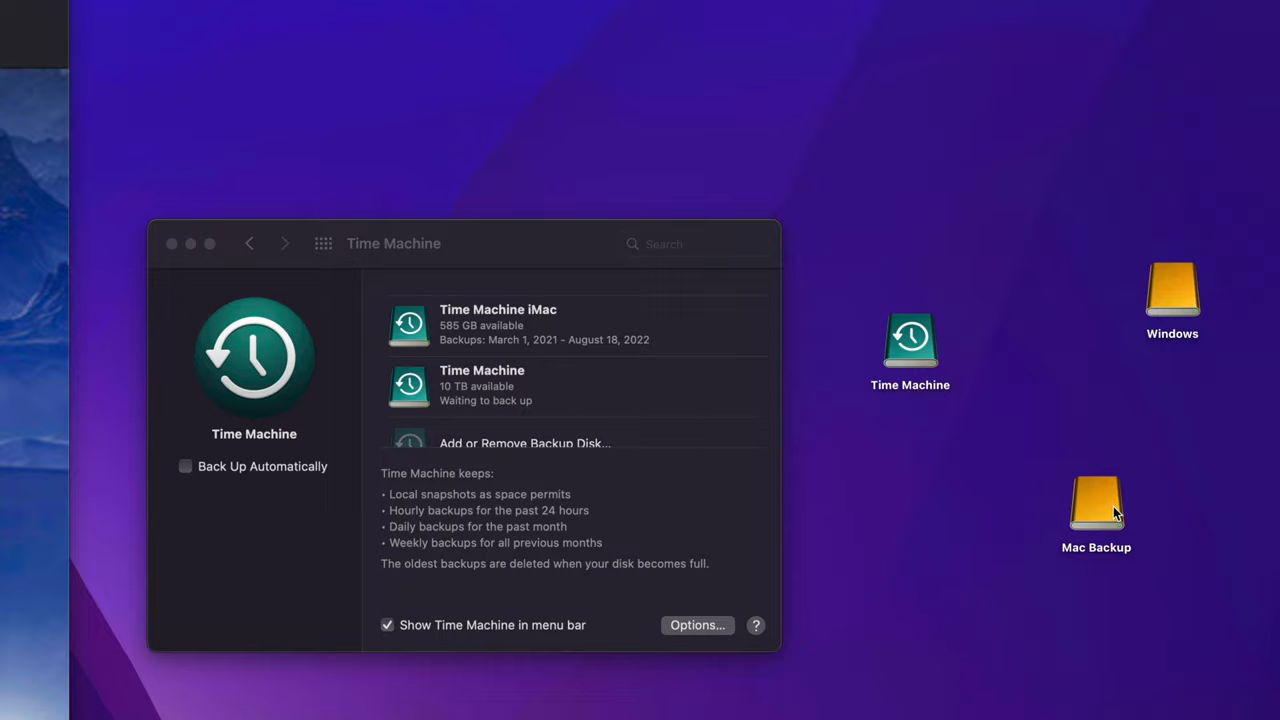 Time Machine
Search
Time Machine
Back Up Automatically
Time Machine iMac
585 GB available
Backups: March 1, 2021 - August 18, 2022
Time Machine
10 TB available
Waiting to back up
Add or Remove Backup Disk...
Time Machine keeps:
• Local snapshots as space permits
• Hourly backups for the past 24 hours
• Daily backups for the past month
• Weekly backups for all previous months
The oldest backups are deleted when your disk becomes full.
Show Time Machine in menu bar
Options...
?
Time Machine
Windows
Mac Backup